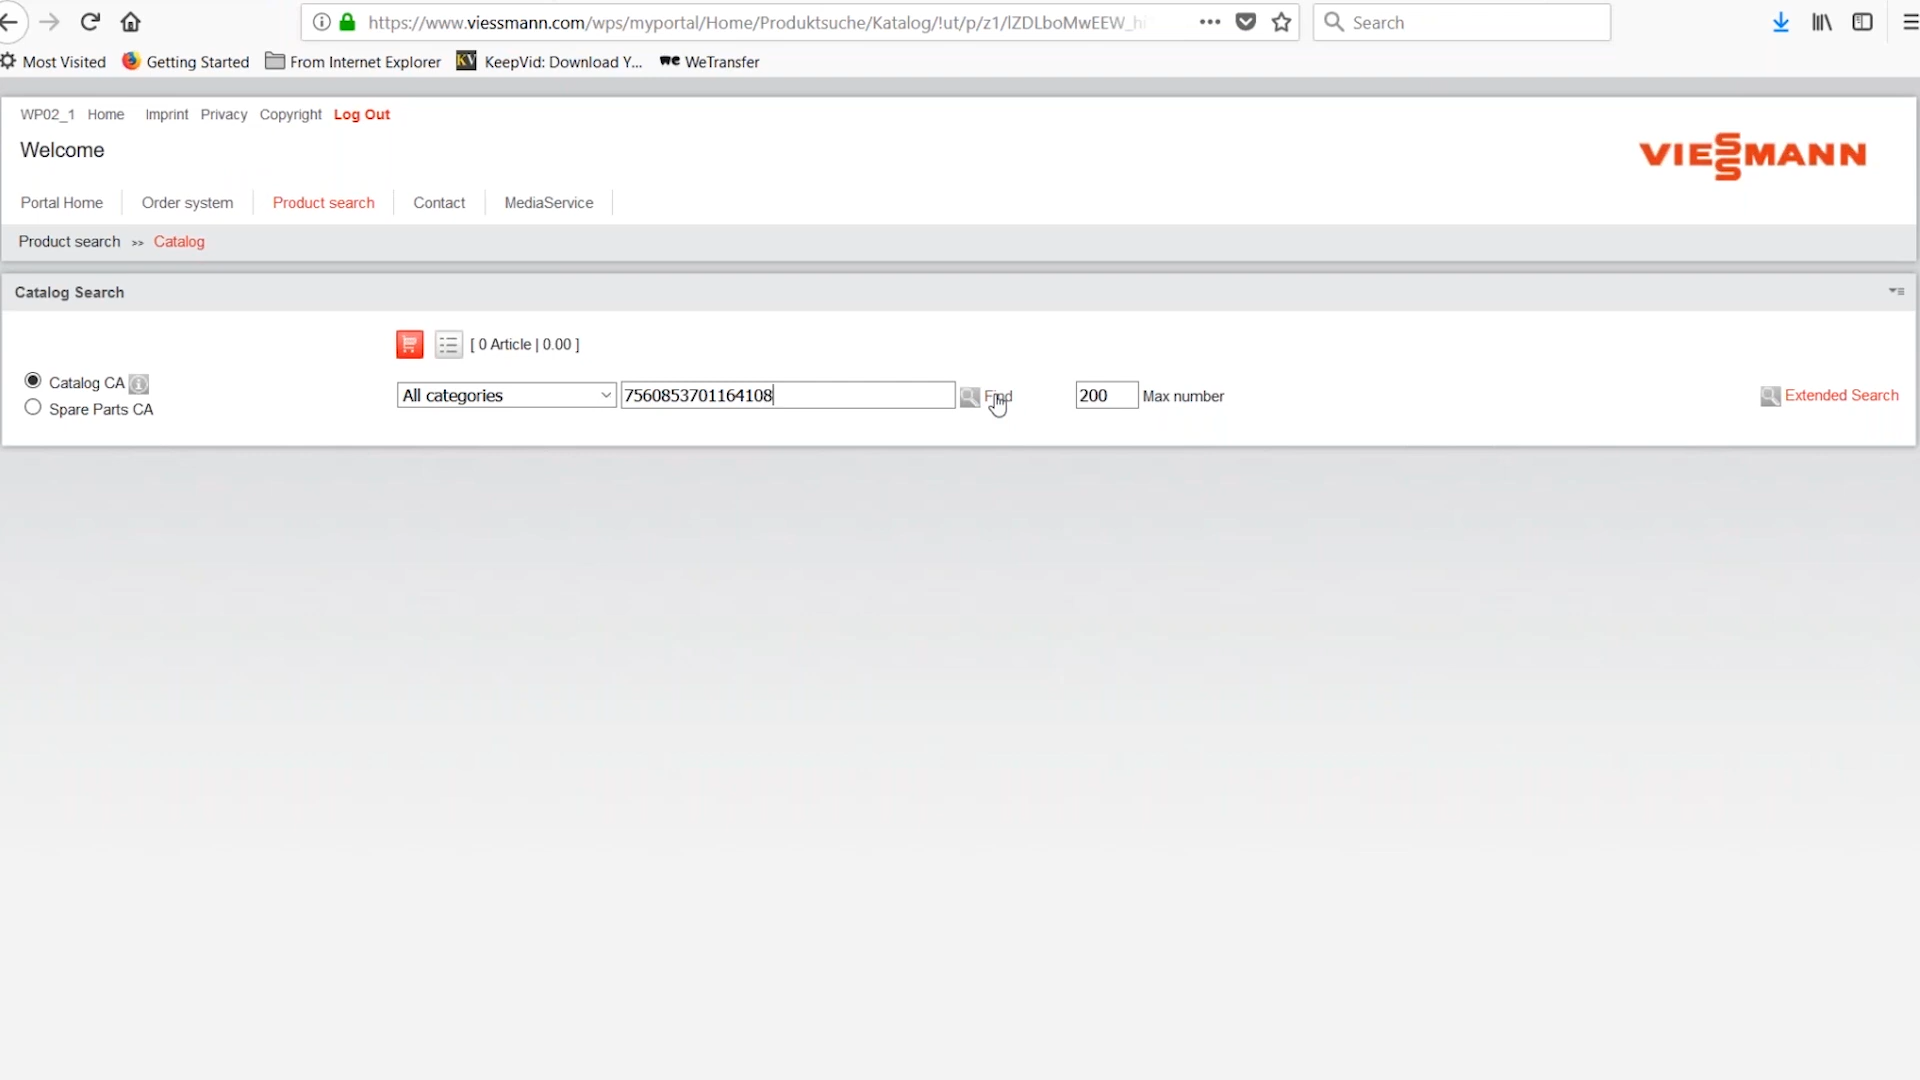 https://www.viessmann.com/wps/myportal/Home/Produktsuche/Katalog/!ut/p/z1/lZDLboMwEEW_h
Search
Most Visited Getting Started From Internet Explorer KV KeepVid: Download Y... we WeTransfer
WP02_1 Home Imprint Privacy Copyright Log Out
Welcome
VIESSMANN
Portal Home Order system Product search Contact MediaService
Product search >> Catalog
Catalog Search
[ 0 Article | 0.00 ]
Catalog CA
All categories 7560853701164108 Find 200 Max number Extended Search
Spare Parts CA